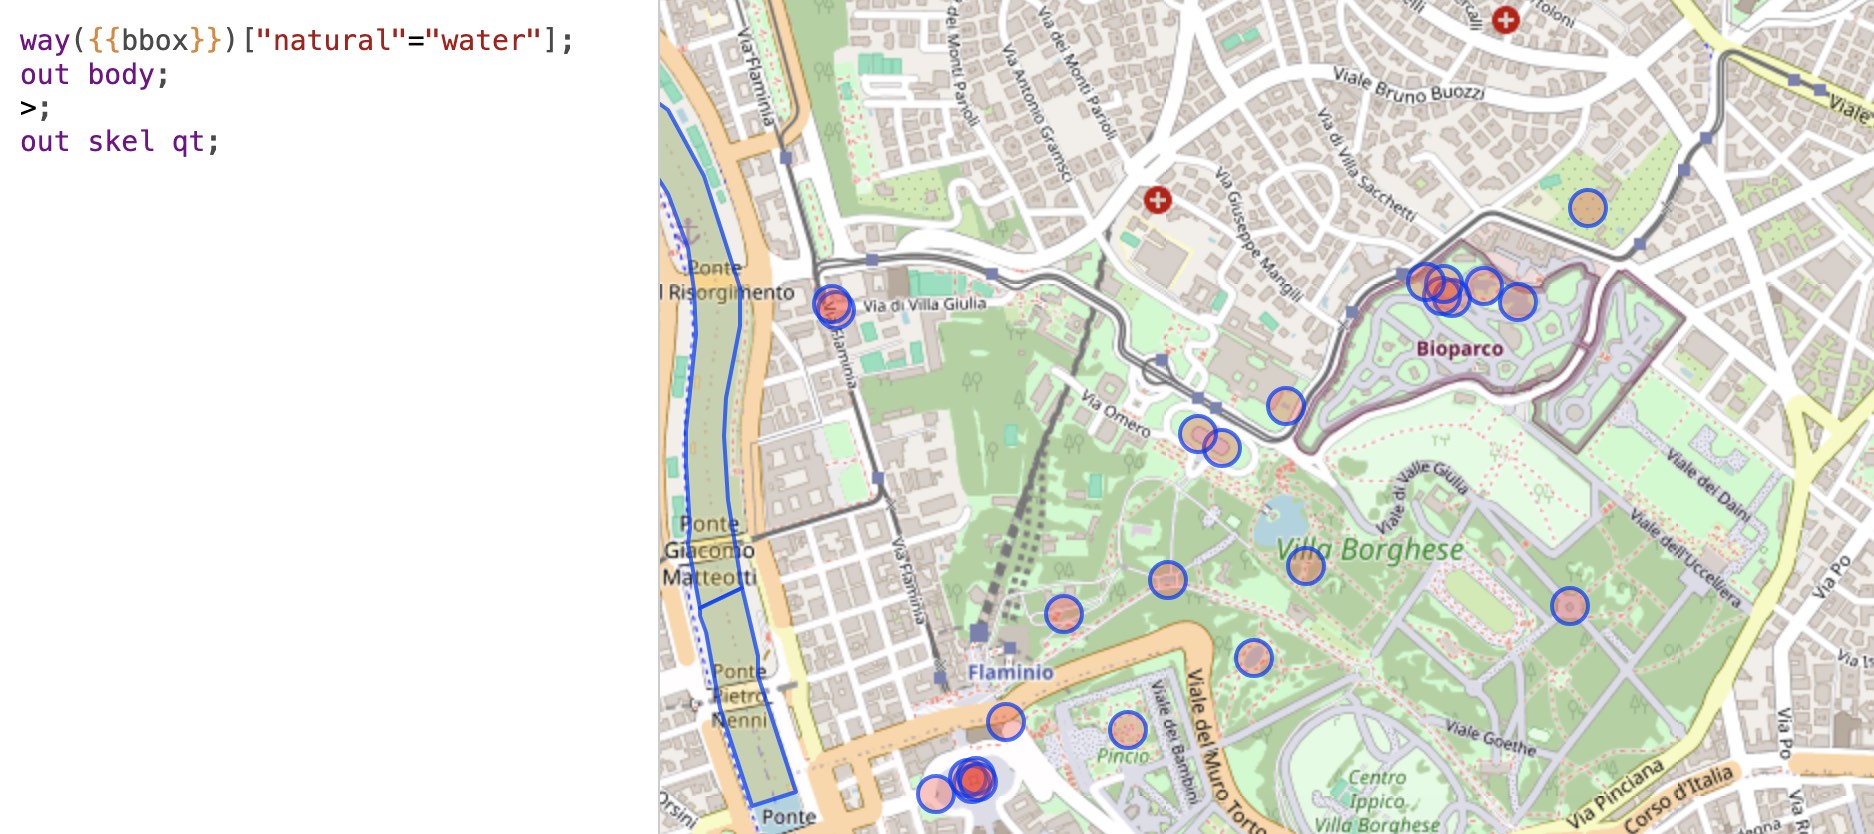 way({{bbox}})["natural"="water"];
out body;
>;
out skel qt;
Via Flaminia
dei Monti Parioli
Via Antonio Gramsci
Via dei Monti Parioli
Viale Bruno Buozzi
Via di Villa Sacchetti
Via Giuseppe Mangili
Viale
Ponte
l Risorgimento
Via di Villa Giulia
Flaminia
Via Omero
Bioparco
Viale di Valle Giulia
Viale dei Daini
Viale dell'Uccelliera
Via Po
Ponte
Giacomo
Matteotti
Via Flaminia
Villa Borghese
Ponte
Pietro
Nenni
Flaminio
Viale dei Bambini
Viale del Muro Torto
Pincio
Viale Goethe
Centro
Ippico
Villa Borghese
Via Pinciana
Corso d'Italia
Via Po
Orsini
Ponte
Via R